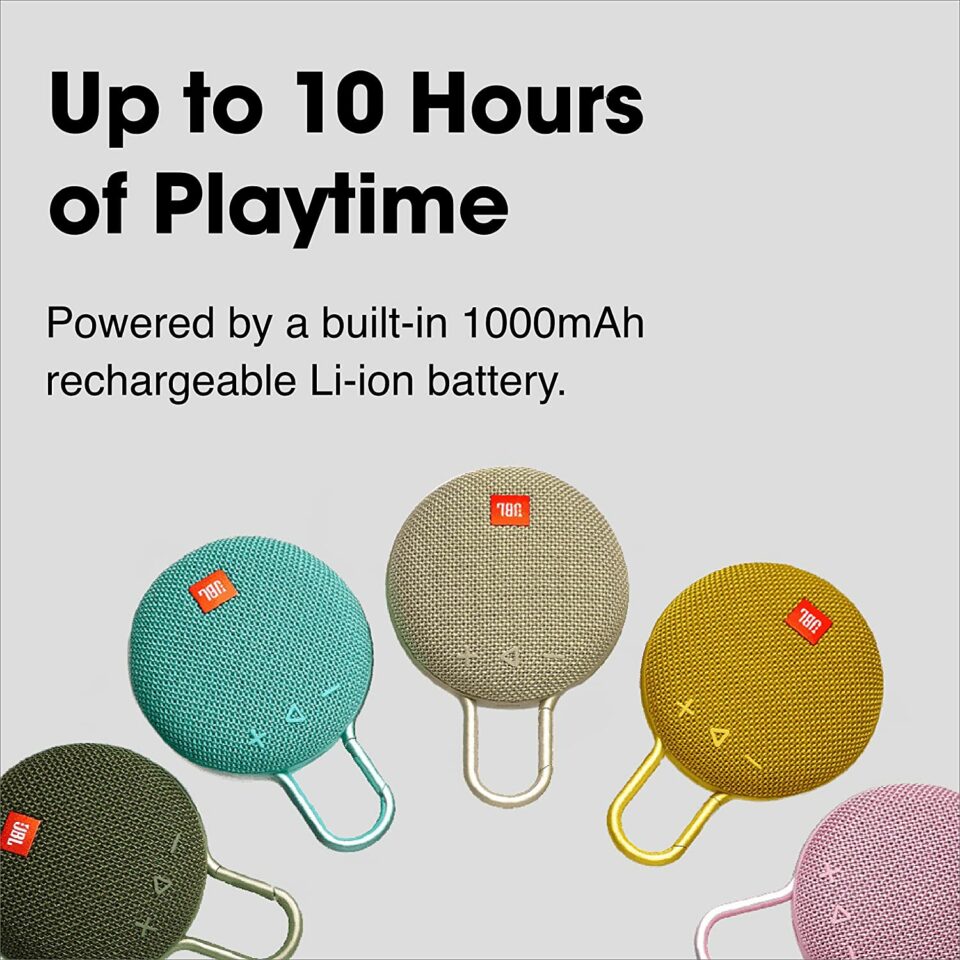 Up to 10 Hours
of Playtime
Powered by a built-in 1000mAh
rechargeable Li-ion battery.
JBL
JBL
JBL
JBL